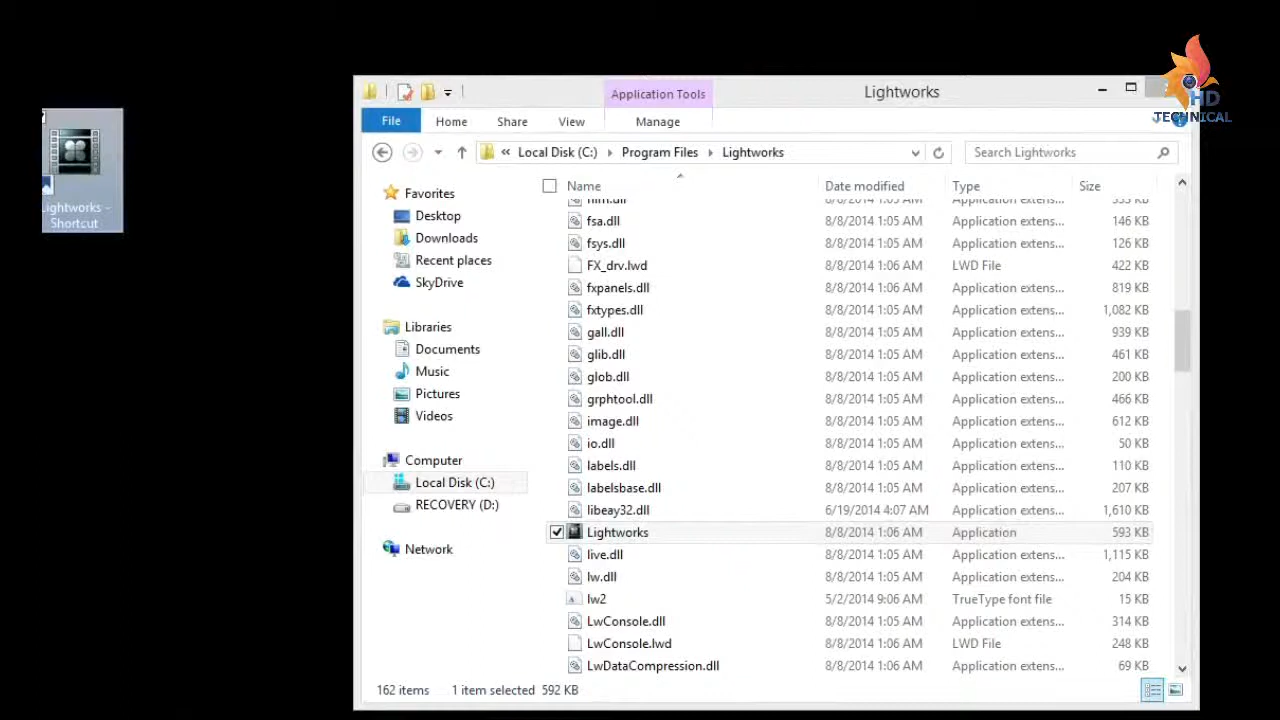 HD
TECHNICAL
Application Tools
Lightworks
File
Home
Share
View
Manage
« Local Disk (C:) Program Files Lightworks
Search Lightworks
Lightworks -
Shortcut
Favorites
Desktop
Downloads
Recent places
SkyDrive
Libraries
Documents
Music
Pictures
Videos
Computer
Local Disk (C:)
RECOVERY (D:)
Network
Name Date modified Type Size
8/8/2014 1:05 AM Application extens...
fsa.dll 8/8/2014 1:05 AM Application extens... 146 KB
fsys.dll 8/8/2014 1:05 AM Application extens... 126 KB
FX_drv.lwd 8/8/2014 1:06 AM LWD File 422 KB
fxpanels.dll 8/8/2014 1:06 AM Application extens... 819 KB
fxtypes.dll 8/8/2014 1:05 AM Application extens... 1,082 KB
gall.dll 8/8/2014 1:05 AM Application extens... 939 KB
glib.dll 8/8/2014 1:05 AM Application extens... 461 KB
glob.dll 8/8/2014 1:05 AM Application extens... 200 KB
grphtool.dll 8/8/2014 1:05 AM Application extens... 466 KB
image.dll 8/8/2014 1:05 AM Application extens... 612 KB
io.dll 8/8/2014 1:05 AM Application extens... 50 KB
labels.dll 8/8/2014 1:05 AM Application extens... 110 KB
labelsbase.dll 8/8/2014 1:05 AM Application extens... 207 KB
libeay32.dll 6/19/2014 4:07 AM Application extens... 1,610 KB
Lightworks 8/8/2014 1:06 AM Application 593 KB
live.dll 8/8/2014 1:05 AM Application extens... 1,115 KB
lw.dll 8/8/2014 1:05 AM Application extens... 204 KB
lw2 5/2/2014 9:06 AM TrueType font file 15 KB
LwConsole.dll 8/8/2014 1:05 AM Application extens... 314 KB
LwConsole.lwd 8/8/2014 1:06 AM LWD File 248 KB
LwDataCompression.dll 8/8/2014 1:06 AM Application extens... 69 KB
162 items 1 item selected 592 KB